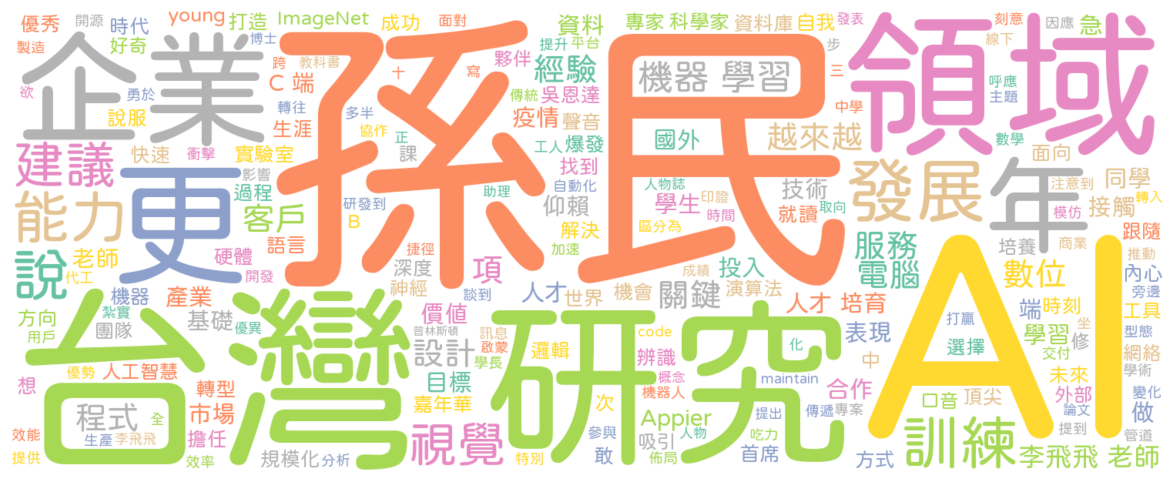 孫民
AI
台灣
研究
領域
企業
更
年
發展
建議
能力
說
視覺
訓練
機器 學習
越來越
經驗
客戶
服務
電腦
數位
關鍵
設計
程式
市場
項
優秀
時代
young
打造
ImageNet
成功
面對
資料
專家
科學家
資料庫
自我
開源
發表
刻意
因應
急
製造
好奇
博士
跨
教科書
提升
平台
夥伴
步
線下
欲
勇於
C 端
十
寫
吳恩達
三
呼應
主題
說服
轉往
傳統
疫情
聲音
中學
數學
生涯
多半
協作
正
工人
爆發
國外
快速
衝擊
實驗室
課
找到
技術
面向
影響
過程
助理
自動化
人物誌
印證
就讀
取向
注意到
同學
轉入
研發到
B
仰賴
學生
時間
接觸
模仿
語言
解決
區分為
加速
培養
跟隨
商業
推動
老師
硬體
捷徑
深度
成績
投入
內心
旁邊
代工
機器
產業
開發
神經
談到
人才
世界
機會
演算法
人才 培育
端
時刻
工具
方向
紮實
團隊
基礎
優異
價值
普林斯頓
訊息
code
化
表現
打贏
學習
修
坐
型態
用戶
啟蒙
學長
邏輯
辨識
選擇
交付
網絡
學術
優勢
人工智慧
想
轉型
目標
概念
機器人
maintain
中
合作
未來
外部
變化
嘉年華
次
Appier
提出
傳遞
專案
口音
頂尖
論文
做
擔任
全
效能
生產
李飛飛
參與
吸引
人物
吃力
提到
管道
提供
效率
規模化
分析
特別
敢
佈局
首席
方式
李飛飛 老師